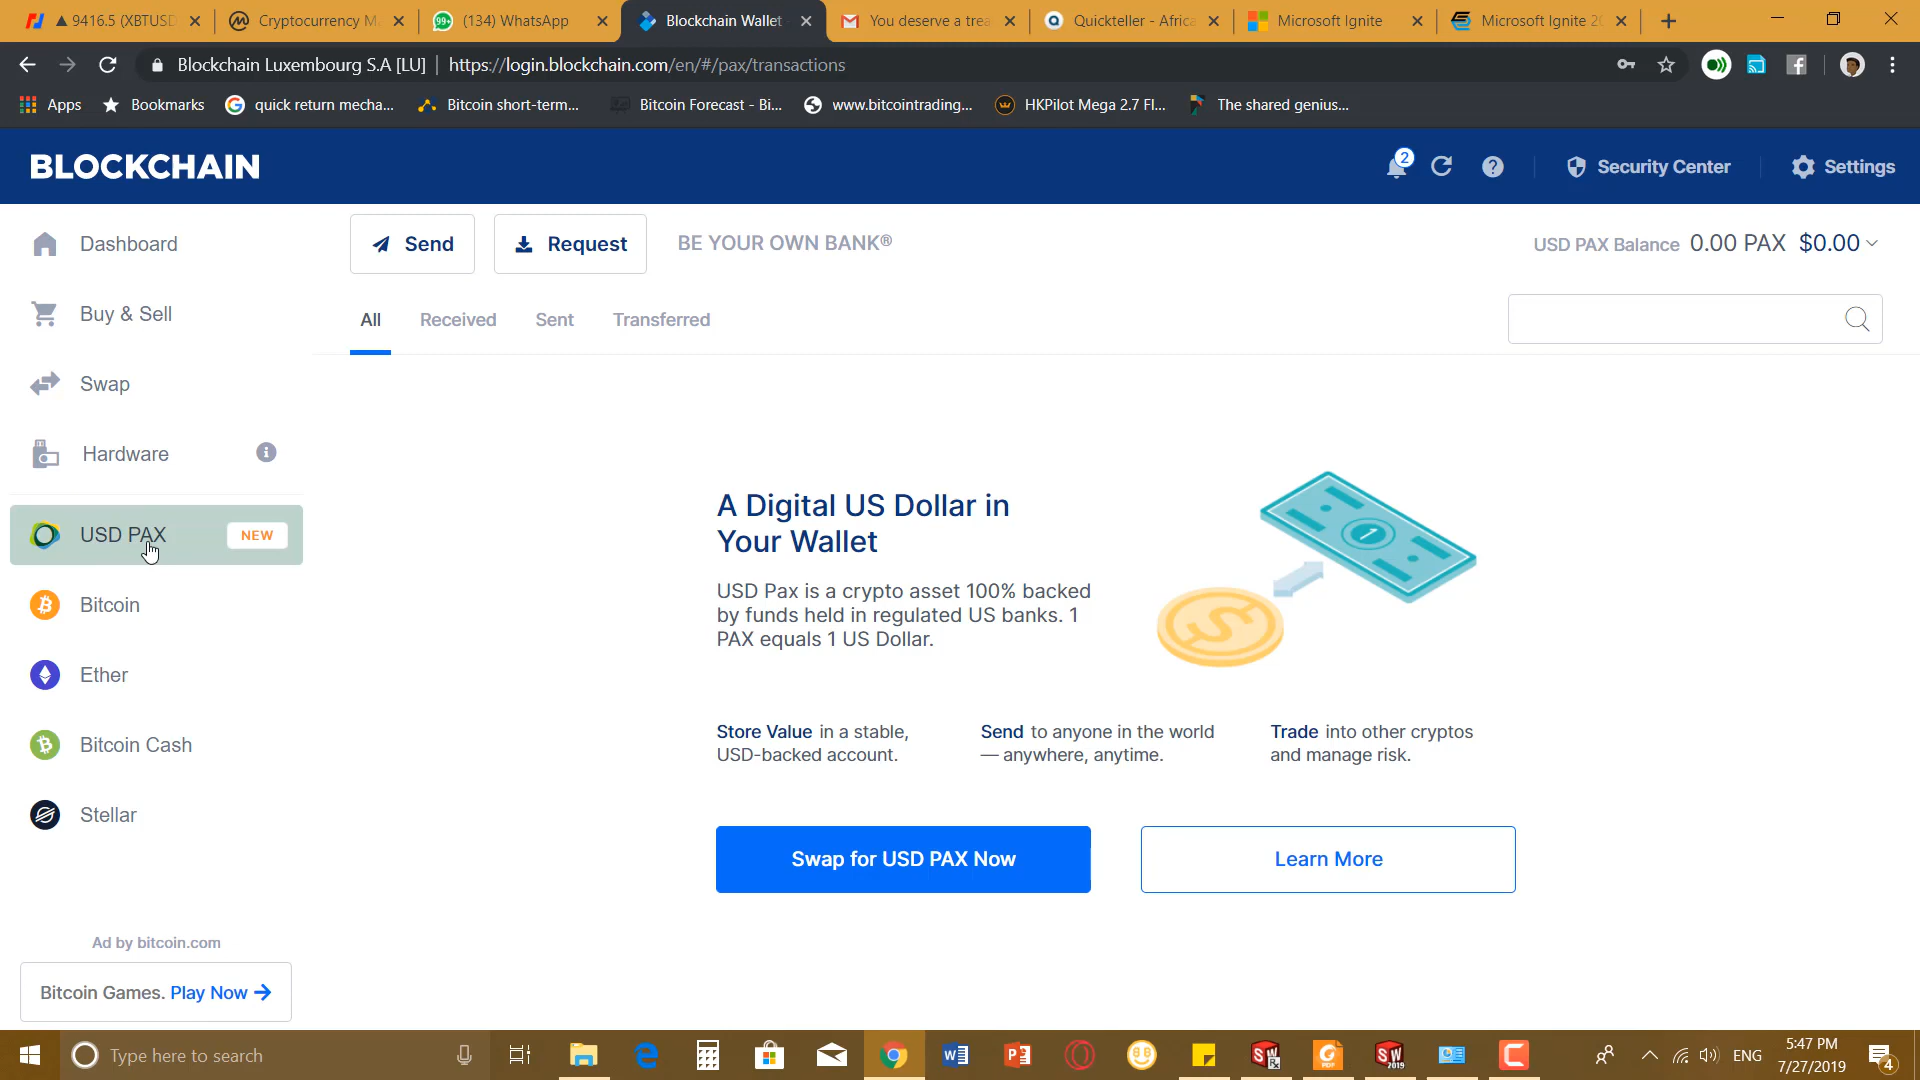 ▲ 9416.5 (XBTUSD
Cryptocurrency M
99+
(134) WhatsApp
Blockchain Wallet
You deserve a trea
Quickteller - Africa
Microsoft Ignite
Microsoft Ignite 20
Blockchain Luxembourg S.A [LU]
https://login.blockchain.com/en/#/pax/transactions
Apps
Bookmarks
quick return mecha...
Bitcoin short-term...
Bitcoin Forecast - Bi...
www.bitcointrading...
HKPilot Mega 2.7 Fl...
The shared genius...
BLOCKCHAIN
2
Security Center
Settings
Dashboard
Buy & Sell
Swap
Hardware
USD PAX
NEW
Bitcoin
Ether
Bitcoin Cash
Stellar
Ad by bitcoin.com
Bitcoin Games. Play Now
Send
Request
BE YOUR OWN BANK®
USD PAX Balance 0.00 PAX $0.00
All
Received
Sent
Transferred
A Digital US Dollar in
Your Wallet
USD Pax is a crypto asset 100% backed
by funds held in regulated US banks. 1
PAX equals 1 US Dollar.
1
Store Value in a stable,
USD-backed account.
Send to anyone in the world
— anywhere, anytime.
Trade into other cryptos
and manage risk.
Swap for USD PAX Now
Learn More
Type here to search
ENG
5:47 PM
7/27/2019
4